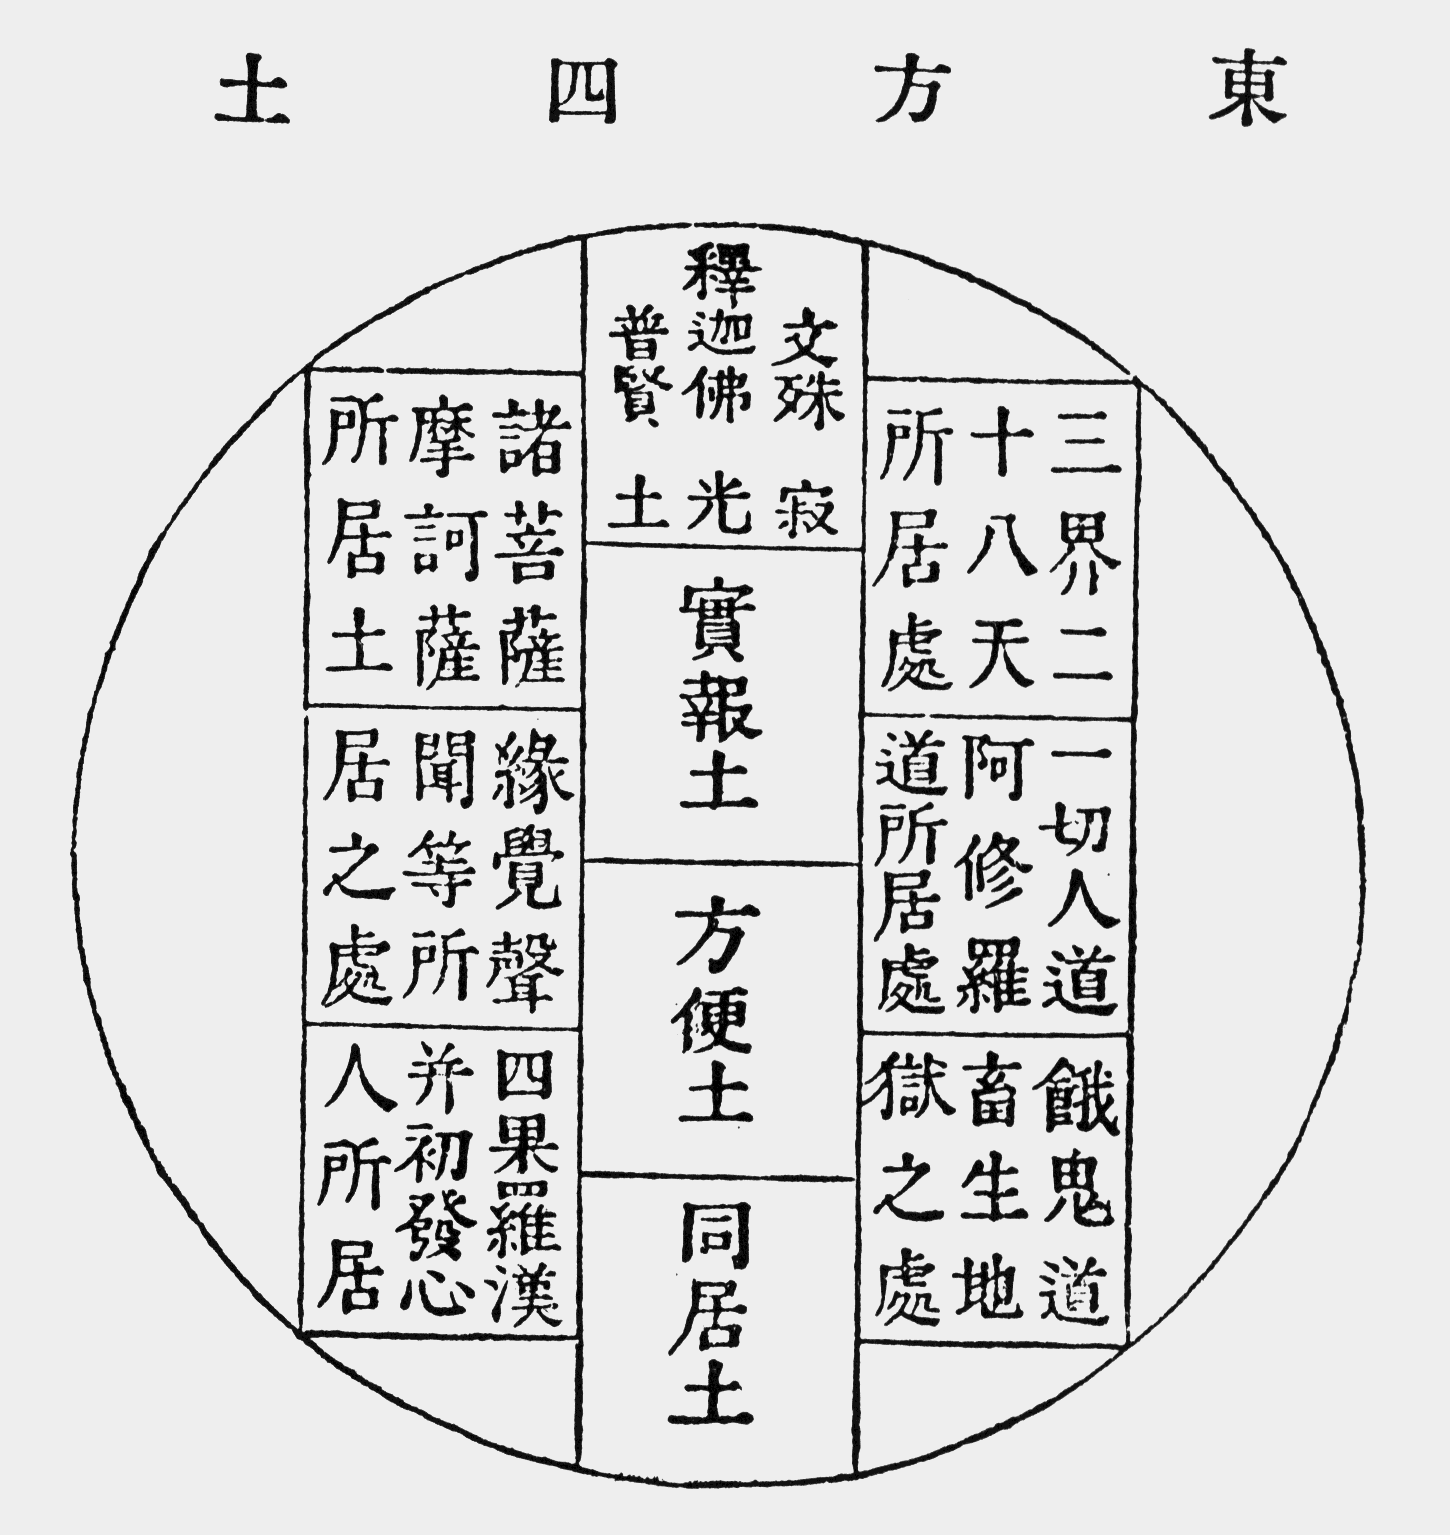 東方四土
文殊
釋迦佛
普賢
寂光土
實報土
方便土
同居土
三界二
十八天
所居處
一切人道
阿修羅
道所居處
餓鬼道
畜生地
獄之處
諸菩薩
摩訶薩
所居土
緣覺聲
聞等所
居之處
四果羅漢
并初發心
人所居